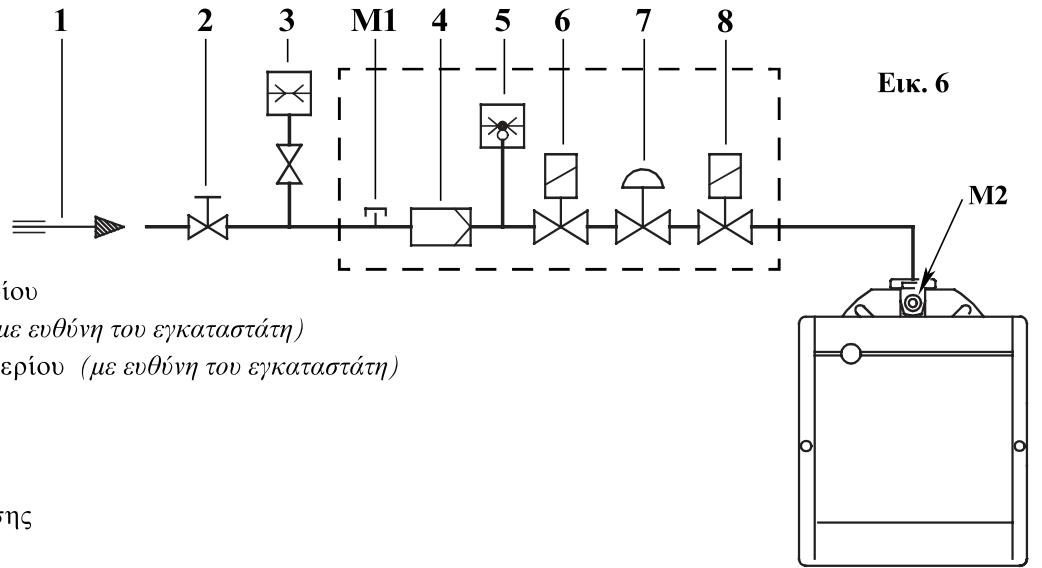 1 2 3 M1 4 5 6 7 8
Εικ. 6
M2
ίου
με ευθύνη του εγκαταστάτη)
ερίου (με ευθύνη του εγκαταστάτη)
σης